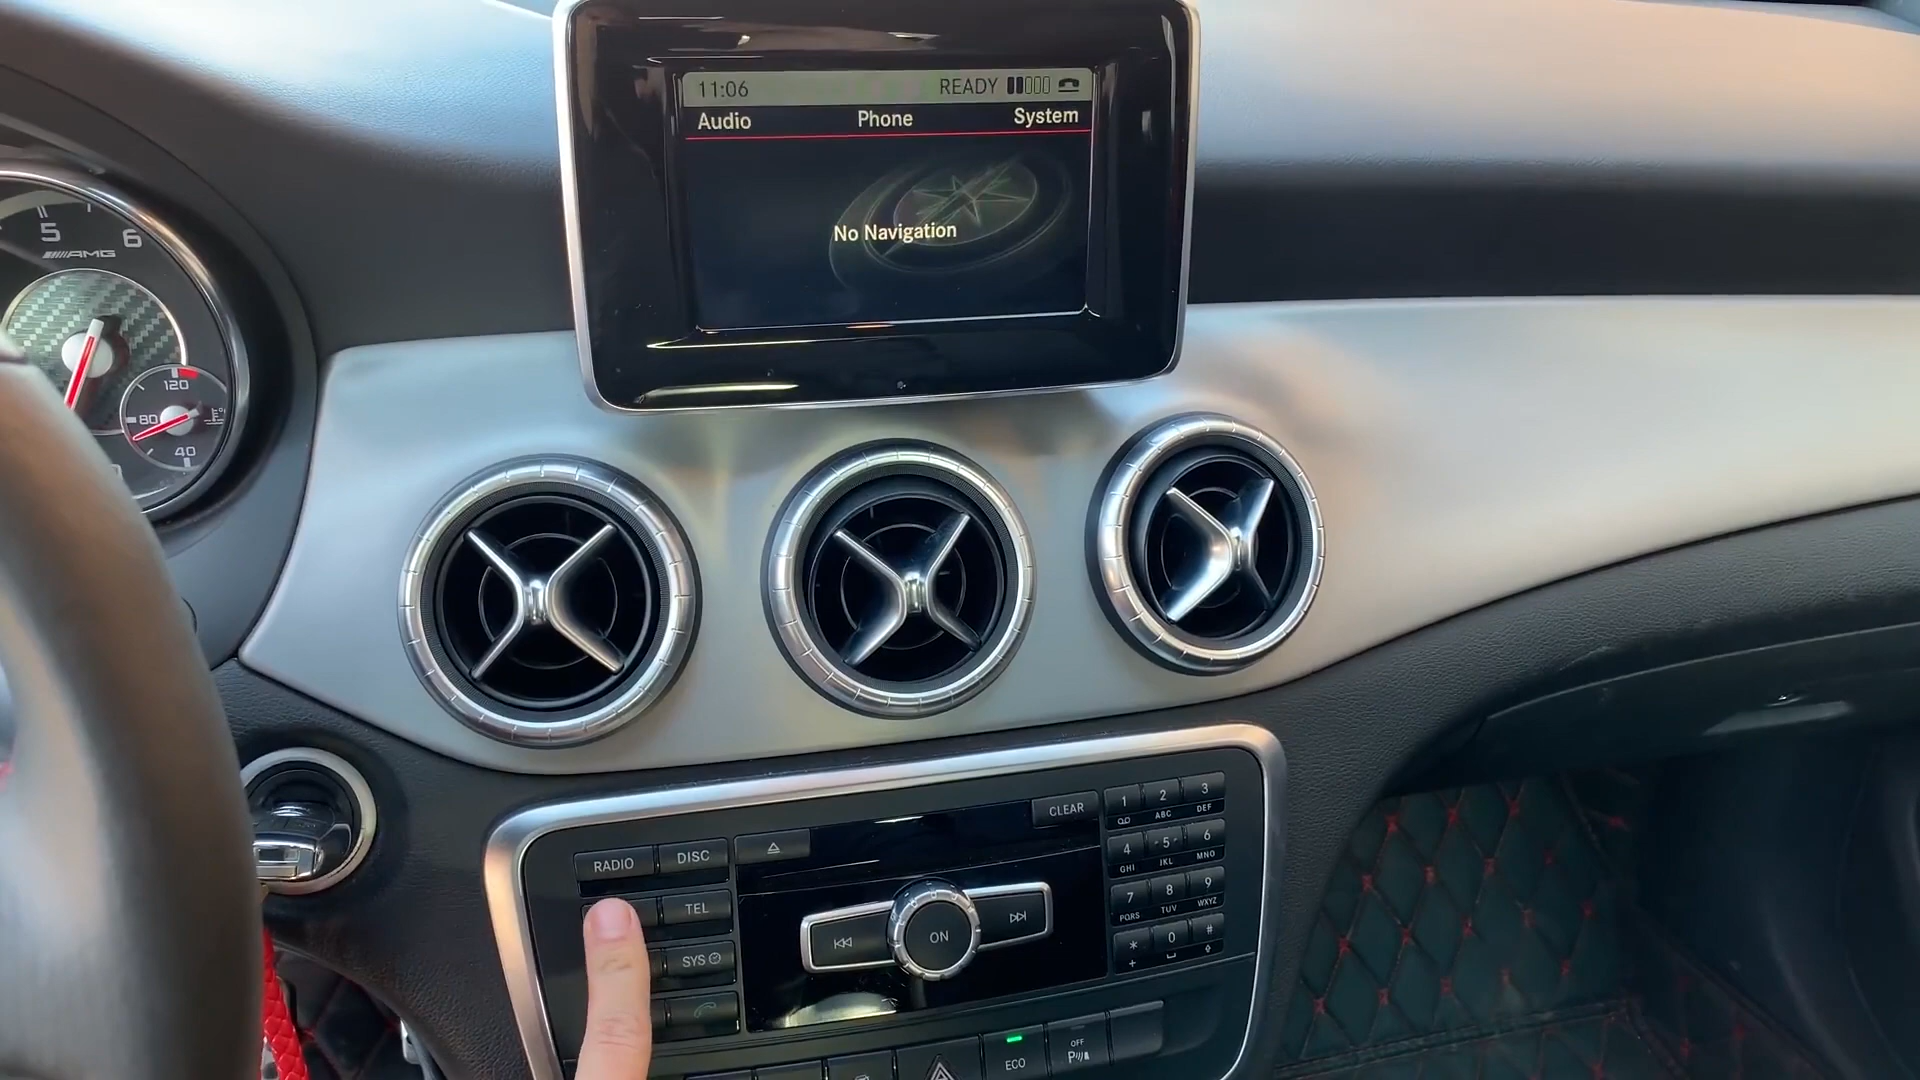 11:06 READY
Audio Phone System
No Navigation
5 6
AMG
120
80
40
CLEAR
1 2 ABC 3 DEF
4 GHI 5 JKL 6 MNO
7 PQRS 8 TUV 9 WXYZ
* + 0 #
RADIO DISC
TEL
SYS
ON
ECO
OFF
P